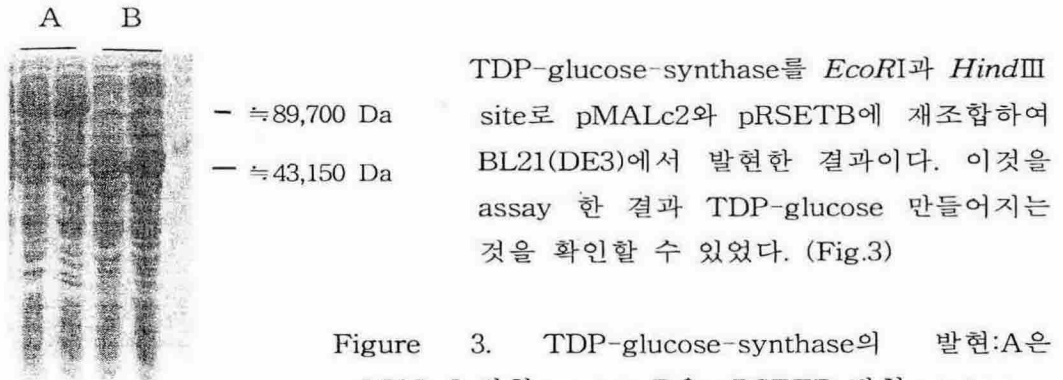 A B
TDP-glucose-synthase를 EcoRI과 HindⅢ
≒89,700 Da
site로 pMALc2와 pRSETB에 재조합하여
≒43,150 Da
BL21(DE3)에서 발현한 결과이다. 이것을
assay 한 결과 TDP-glucose 만들어지는
것을 확인할 수 있었다. (Fig.3)
Figure 3. TDP-glucose-synthase의 발현:A은